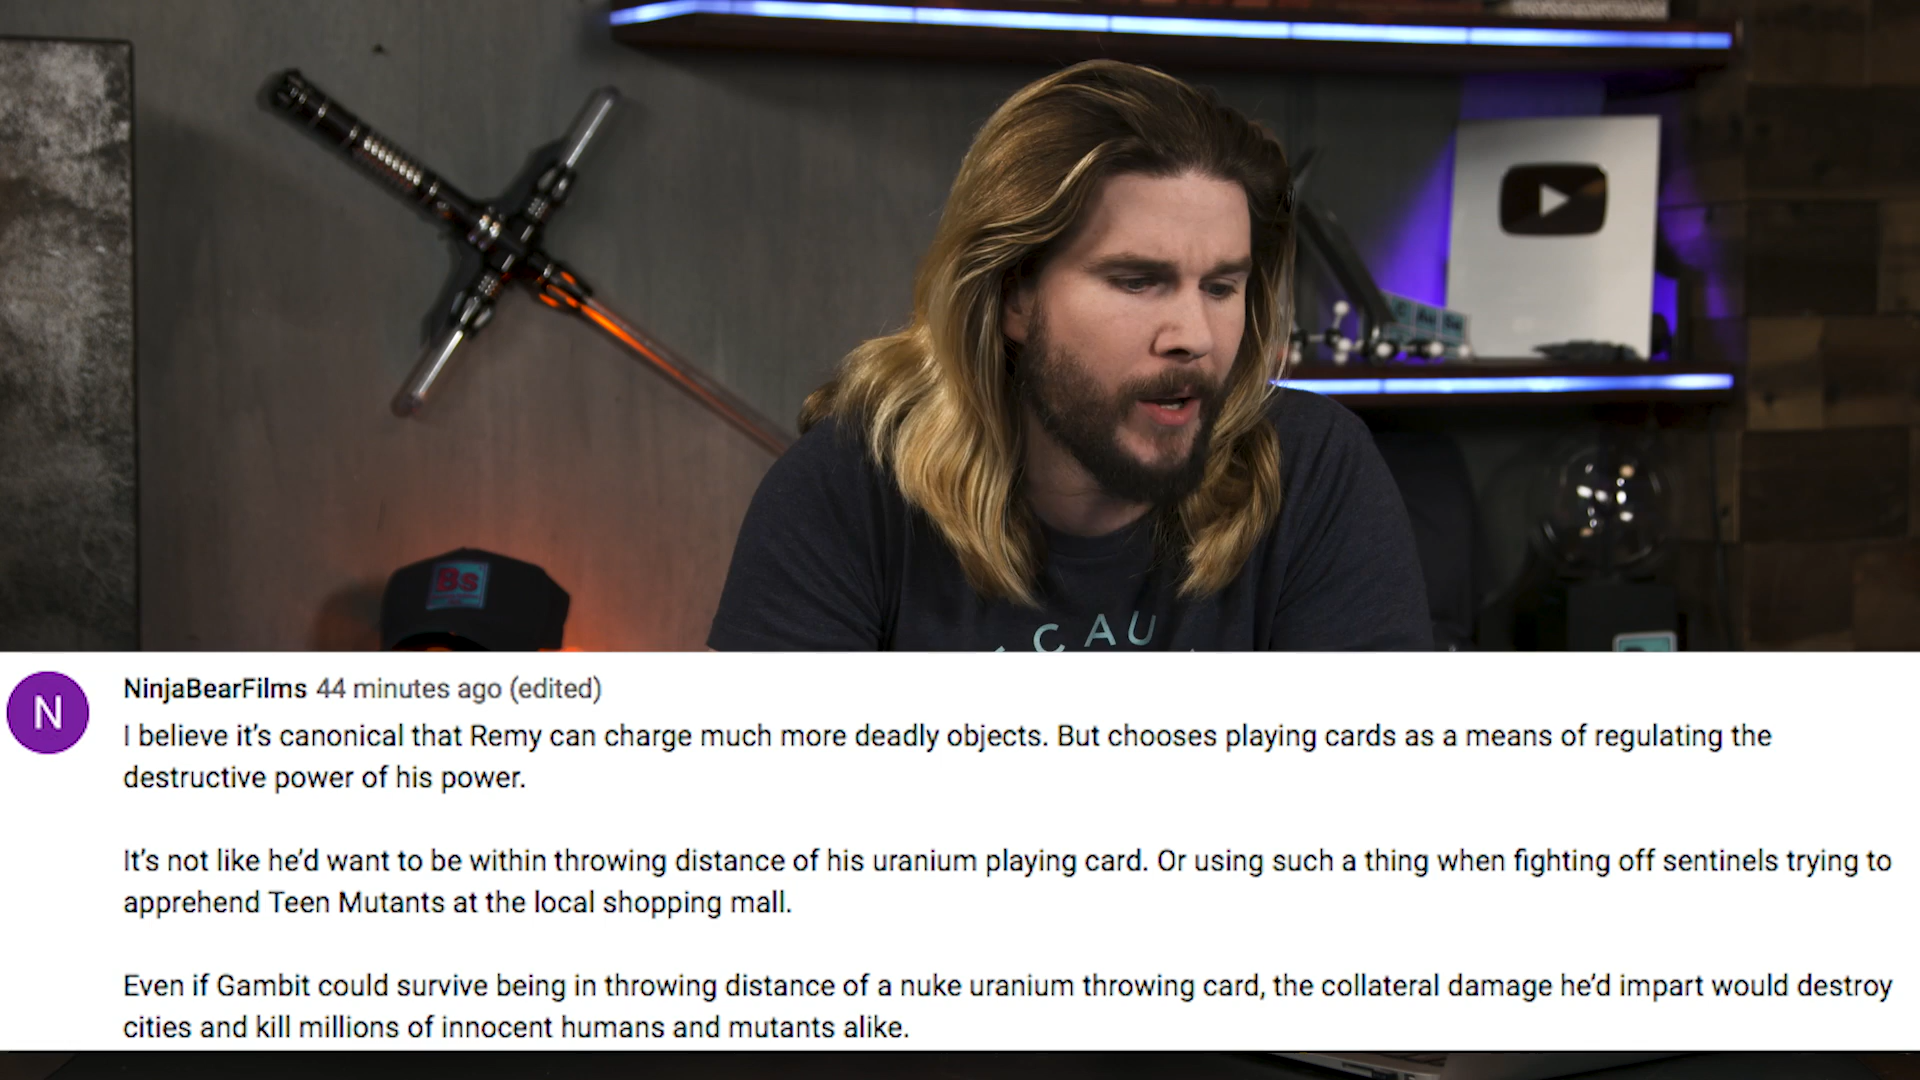 Bs
CAU
N
NinjaBearFilms 44 minutes ago (edited)
I believe it's canonical that Remy can charge much more deadly objects. But chooses playing cards as a means of regulating the
destructive power of his power.
It's not like he'd want to be within throwing distance of his uranium playing card. Or using such a thing when fighting off sentinels trying to
apprehend Teen Mutants at the local shopping mall.
Even if Gambit could survive being in throwing distance of a nuke uranium throwing card, the collateral damage he'd impart would destroy
cities and kill millions of innocent humans and mutants alike.